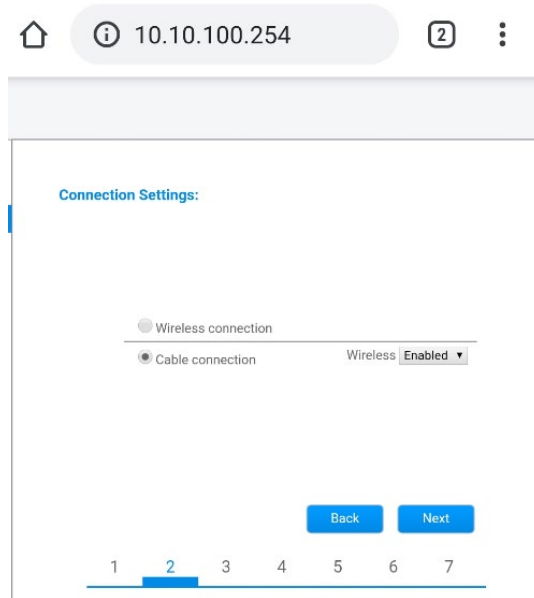 10.10.100.254 2
Connection Settings:
Wireless connection
Cable connection Wireless Enabled
Back Next
1 2 3 4 5 6 7